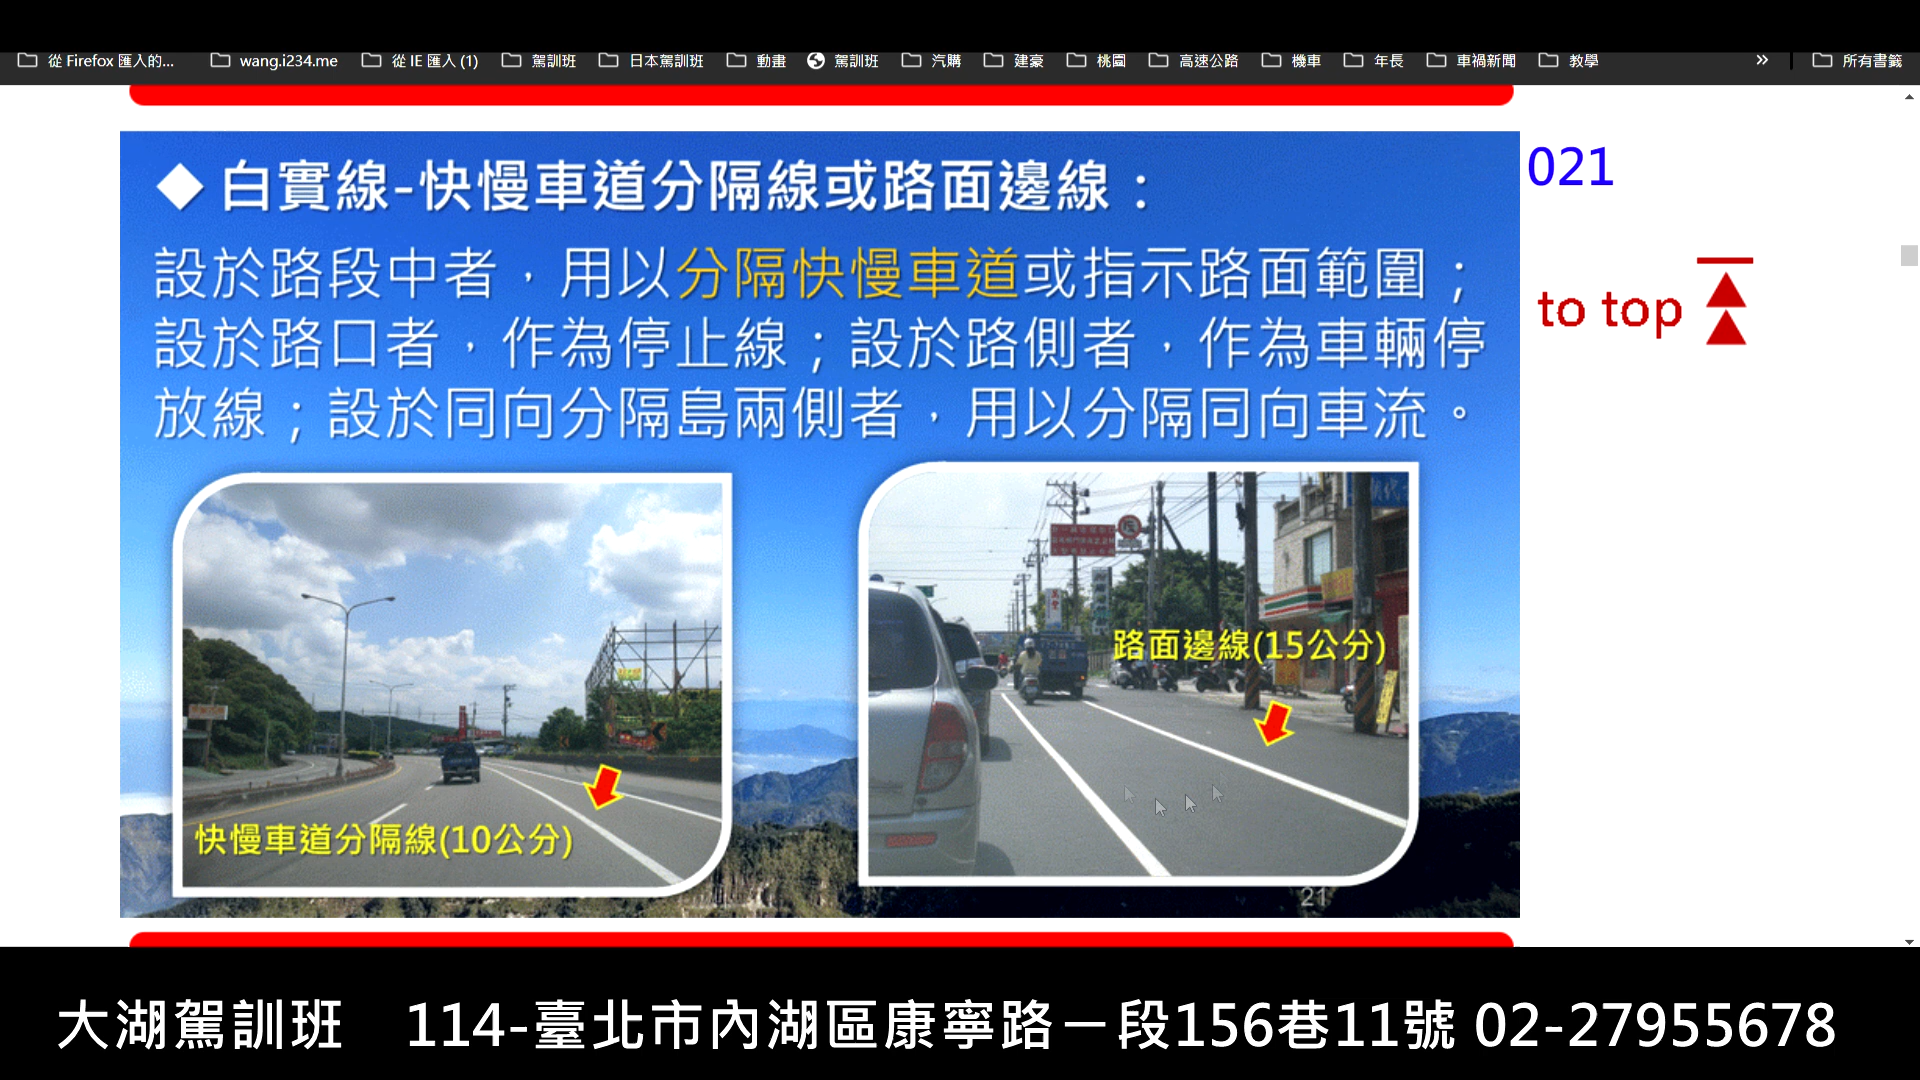 從 Firefox 匯入的...
wang.i234.me
從 IE 匯入 (1)
駕訓班
日本駕訓班
動畫
駕訓班
汽購
建豪
桃園
高速公路
機車
年長
車禍新聞
教學
»
所有書籤
021
to top
◆ 白實線-快慢車道分隔線或路面邊線：
設於路段中者，用以分隔快慢車道或指示路面範圍；
設於路口者，作為停止線；設於路側者，作為車輛停
放線；設於同向分隔島兩側者，用以分隔同向車流。
快慢車道分隔線(10公分)
路面邊線(15公分)
21
大湖駕訓班 114-臺北市內湖區康寧路一段156巷11號 02-27955678